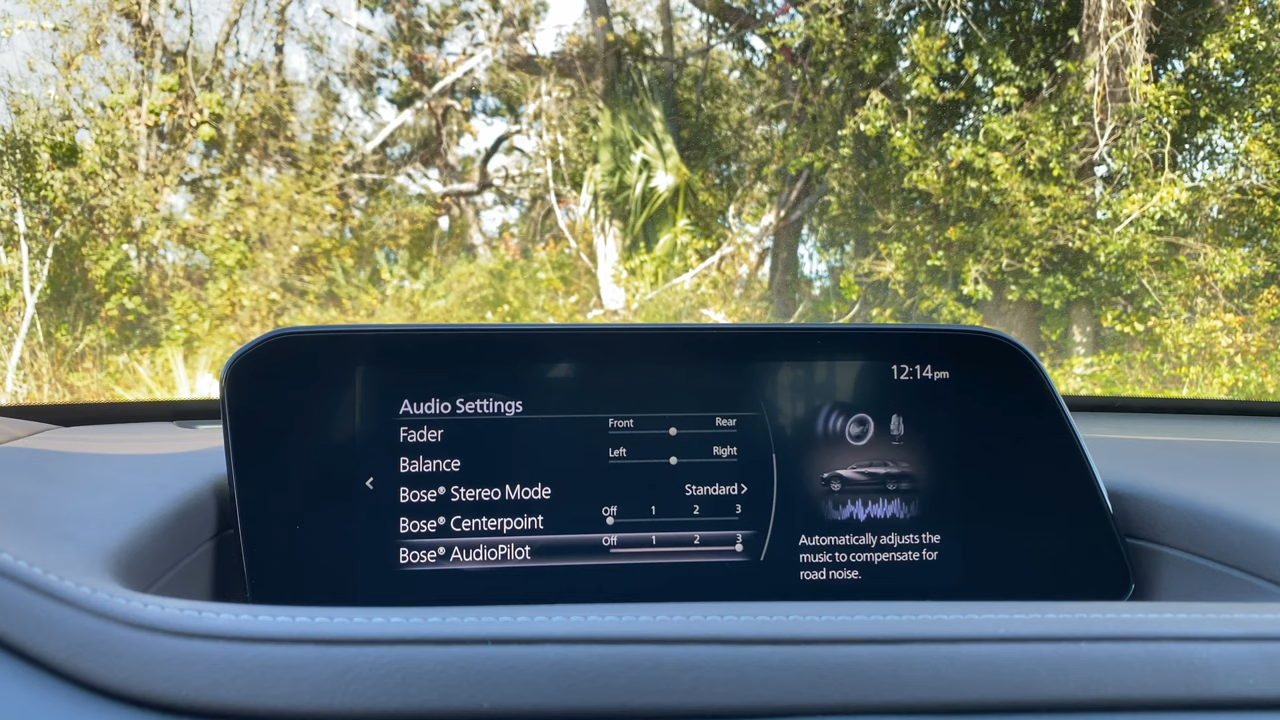 12:14pm
Audio Settings
Fader
Front Rear
Balance
Left Right
Bose® Stereo Mode
Standard
Bose® Centerpoint
Off 1 2 3
Bose® AudioPilot
Off 1 2 3
Automatically adjusts the
music to compensate for
road noise.